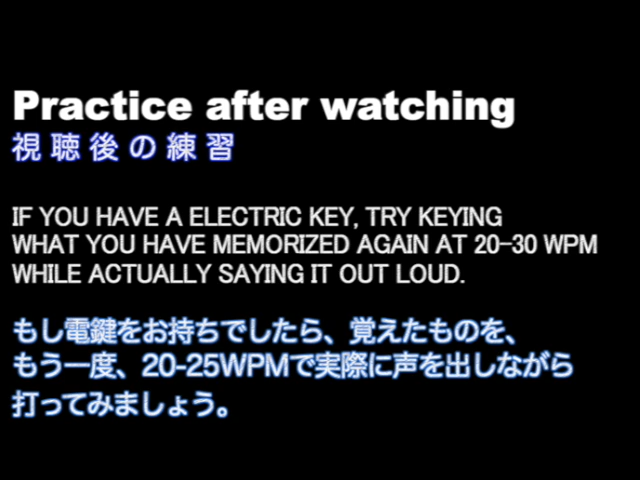 Practice after watching
視聴後の練習
IF YOU HAVE A ELECTRIC KEY, TRY KEYING
WHAT YOU HAVE MEMORIZED AGAIN AT 20-30 WPM
WHILE ACTUALLY SAYING IT OUT LOUD.
もし電鍵をお持ちでしたら、覚えたものを、
もう一度、20-25WPMで実際に声を出しながら
打ってみましょう。